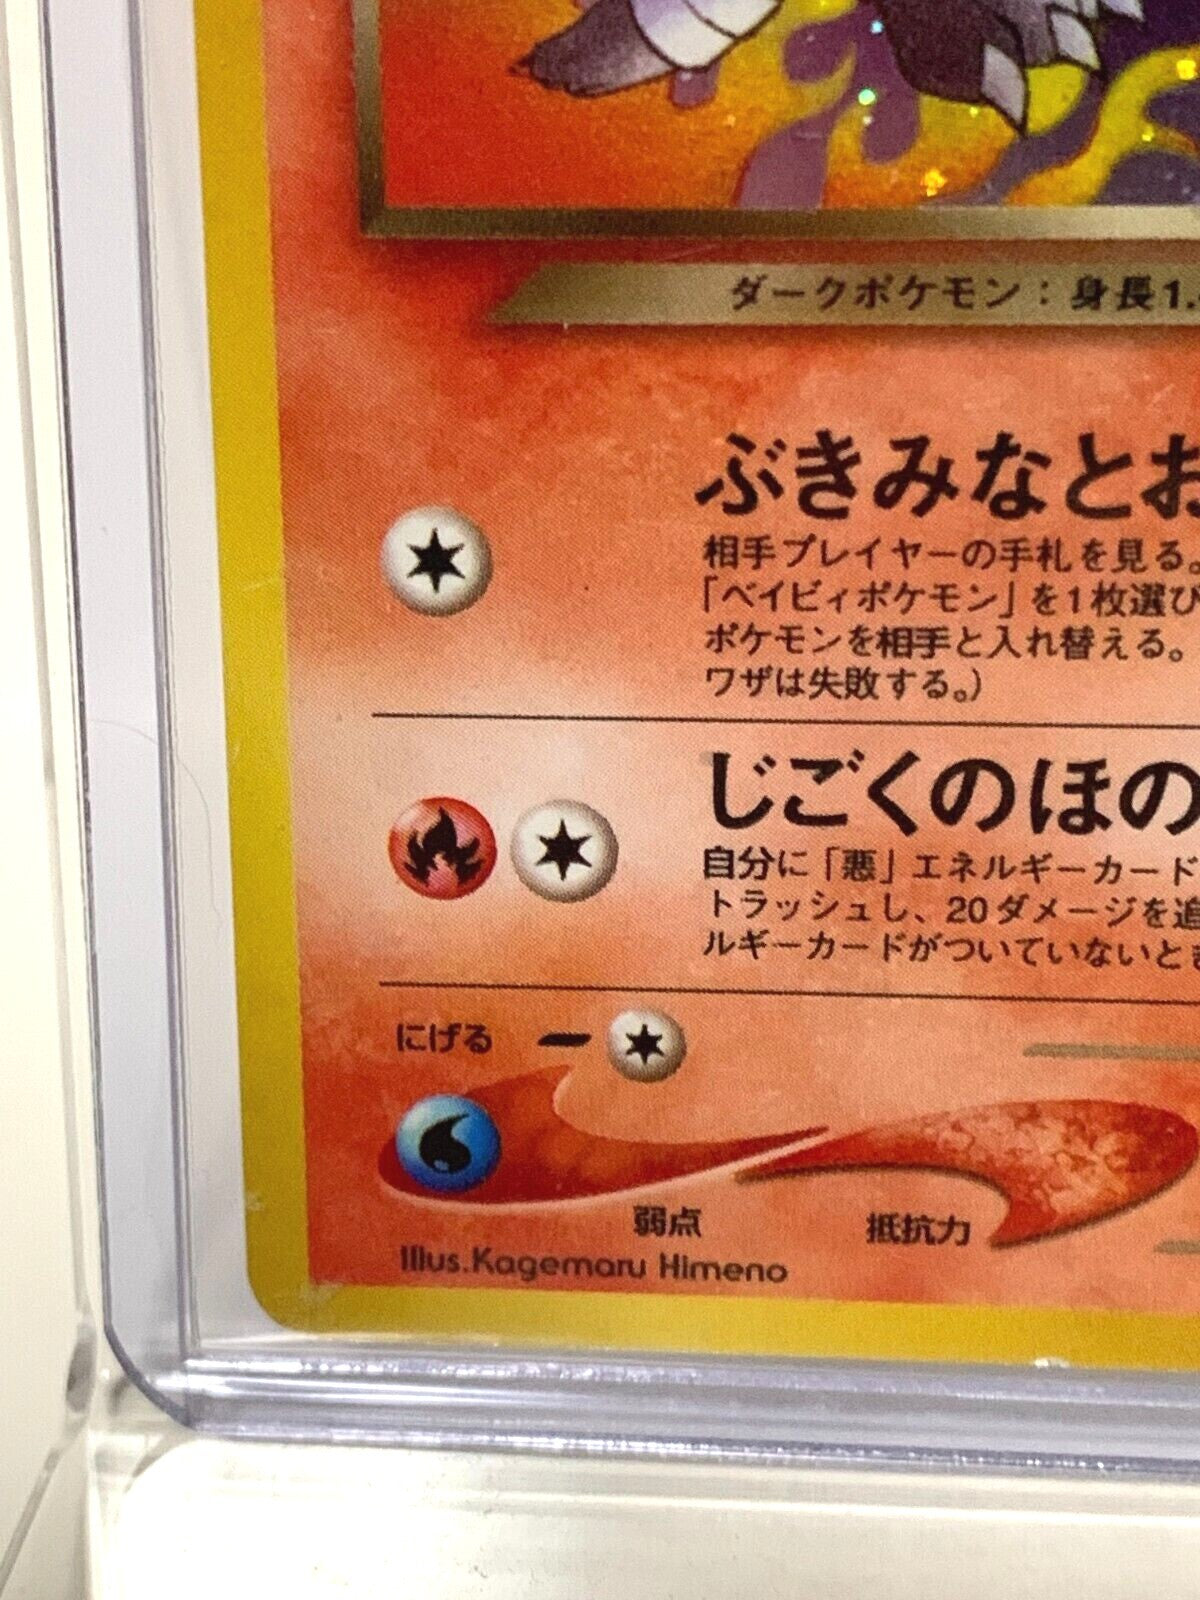 ダークポケモン：身長1.
ぶきみなとお
相手プレイヤーの手札を見る。
「ベイビィポケモン」を1枚選び
ポケモンを相手と入れ替える。
ワザは失敗する。)
じごくのほの
自分に「悪」エネルギーカード
トラッシュし、20ダメージを追
ルギーカードがついていないとき
にげる
弱点
抵抗力
Illus.Kagemaru Himeno